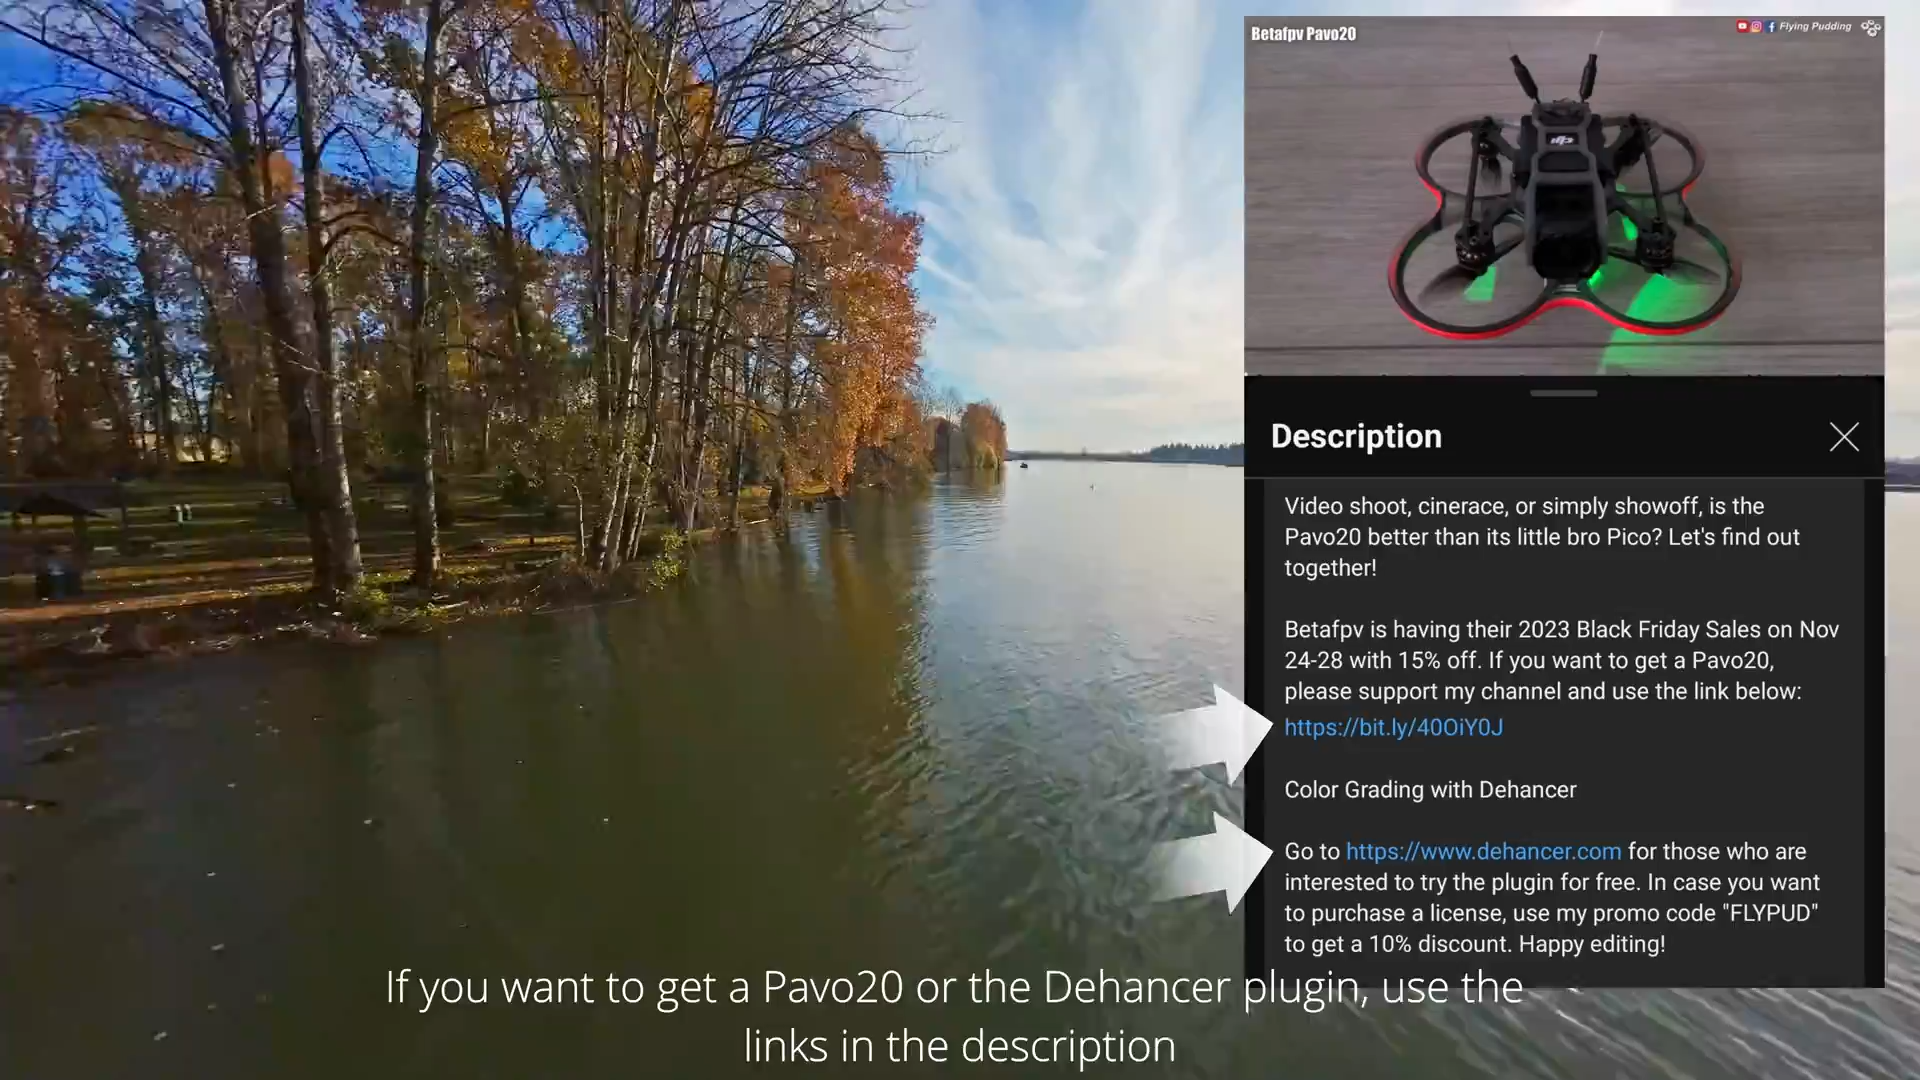 Betafpv Pavo20
Flying Pudding
dji
Description
Video shoot, cinerace, or simply showoff, is the
Pavo20 better than its little bro Pico? Let's find out
together!
Betafpv is having their 2023 Black Friday Sales on Nov
24-28 with 15% off. If you want to get a Pavo20,
please support my channel and use the link below:
https://bit.ly/40OiY0J
Color Grading with Dehancer
Go to https://www.dehancer.com for those who are
interested to try the plugin for free. In case you want
to purchase a license, use my promo code "FLYPUD"
to get a 10% discount. Happy editing!
If you want to get a Pavo20 or the Dehancer plugin, use the
links in the description